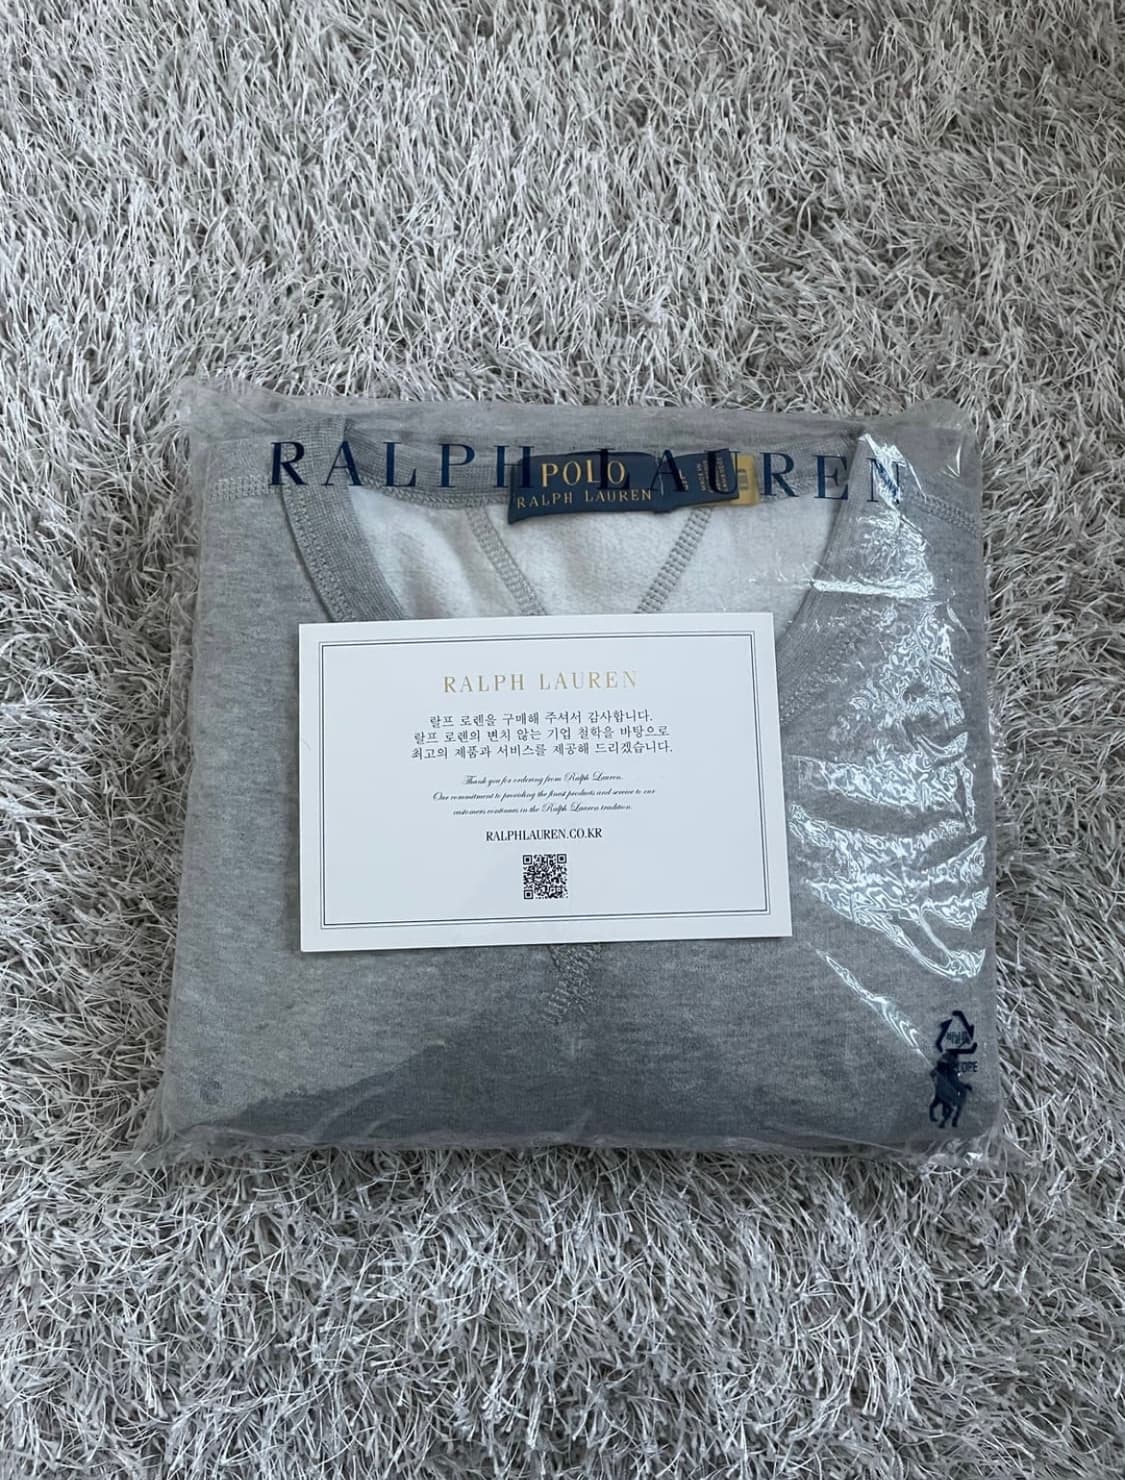 RALPH LAUREN
POLO
RALPH LAUREN
RALPH LAUREN
랄프 로렌을 구매해 주셔서 감사합니다.
랄프 로렌의 변치 않는 기업 철학을 바탕으로
최고의 제품과 서비스를 제공해 드리겠습니다.
Thank you for ordering from Ralph Lauren.
Our commitment to providing the finest products and service to our
customers continues in the Ralph Lauren tradition.
RALPHLAUREN.CO.KR
비닐류